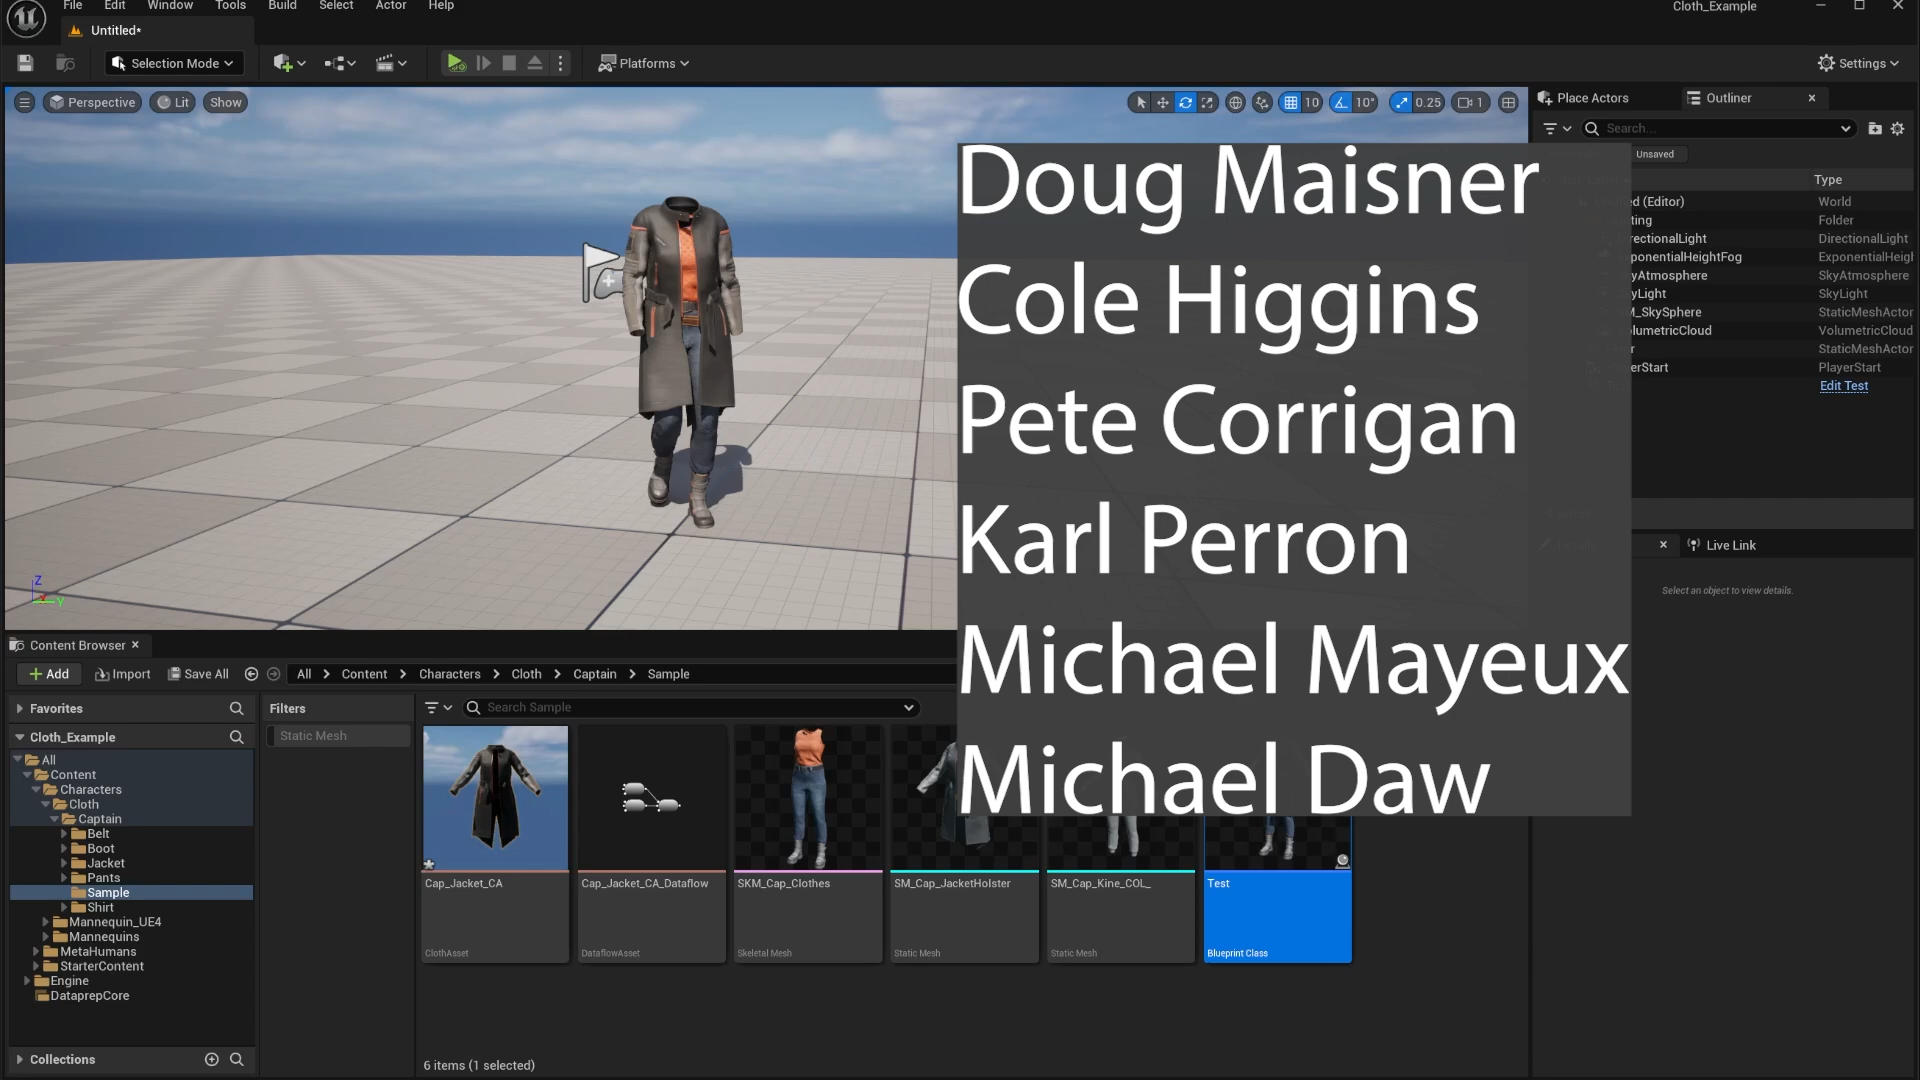 File Edit Window Tools Build Select Actor Help
Cloth_Example
Untitled*
Selection Mode
Platforms
Settings
Perspective
Lit
Show
10
10°
0.25
1
Place Actors
Outliner
Search...
Unsaved
Type
(Editor) World
Folder
DirectionalLight
ExponentialHeightFog
SkyAtmosphere
SkyLight
StaticMeshActor
VolumetricCloud
StaticMeshActor
PlayerStart
Edit Test
Doug Maisner
Cole Higgins
Pete Corrigan
Karl Perron
Michael Mayeux
Michael Daw
Live Link
Select an object to view details.
Z
Y
Content Browser
Add
Import
Save All
All > Content > Characters > Cloth > Captain > Sample
Favorites
Cloth_Example
All
Content
Characters
Cloth
Captain
Belt
Boot
Jacket
Pants
Sample
Shirt
Mannequin_UE4
Mannequins
MetaHumans
StarterContent
Engine
DataprepCore
Collections
Filters
Static Mesh
Search Sample
Cap_Jacket_CA
ClothAsset
Cap_Jacket_CA_Dataflow
DataflowAsset
SKM_Cap_Clothes
Skeletal Mesh
SM_Cap_JacketHolster
Static Mesh
SM_Cap_Kine_COL_
Static Mesh
Test
Blueprint Class
6 items (1 selected)